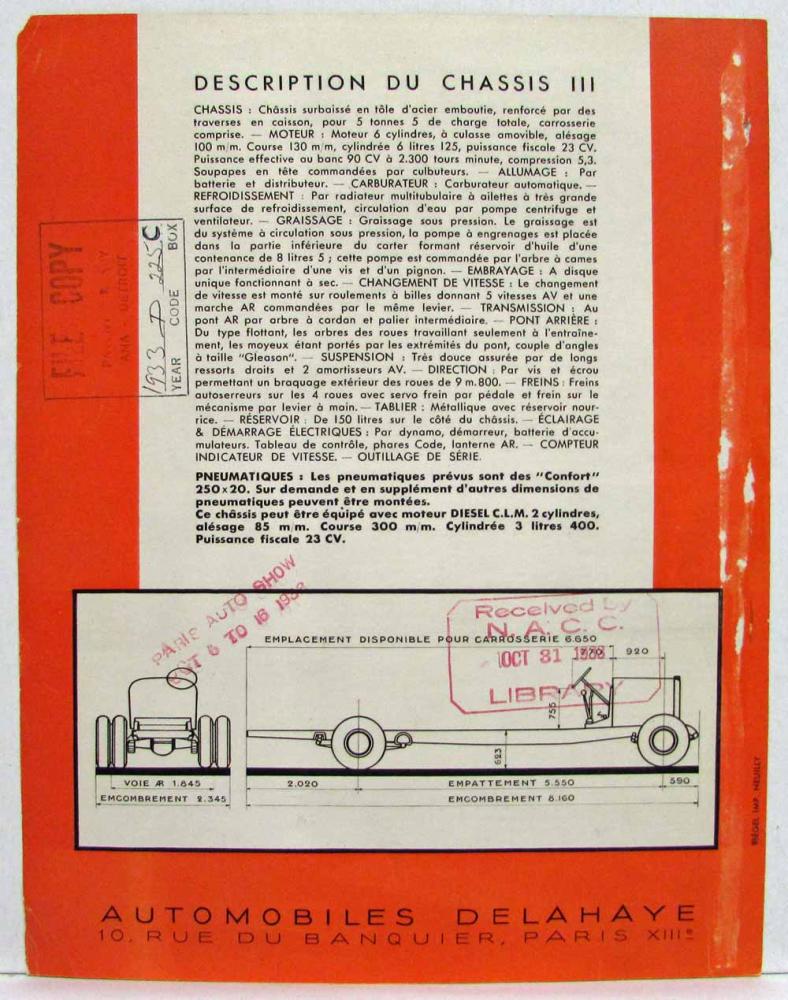 DESCRIPTION DU CHASSIS III
CHASSIS : Châssis surbaissé en tôle d'acier emboutie, renforcé par des
traverses en caisson, pour 5 tonnes 5 de charge totale, carrosserie
comprise. — MOTEUR : Moteur 6 cylindres, à culasse amovible, alésage
100 m/m. Course 130 m/m, cylindrée 6 litres 125, puissance fiscale 23 CV.
Puissance effective au banc 90 CV à 2.300 tours minute, compression 5,3.
Soupapes en tête commandées par culbuteurs. — ALLUMAGE : Par
batterie et distributeur. — CARBURATEUR : Carburateur automatique. —
REFROIDISSEMENT : Par radiateur multitubulaire à ailettes à très grande
surface de refroidissement, circulation d'eau par pompe centrifuge et
ventilateur. — GRAISSAGE : Graissage sous pression. Le graissage est
du système à circulation sous pression, la pompe à engrenages est placée
dans la partie inférieure du carter formant réservoir d'huile d'une
contenance de 8 litres 5 ; cette pompe est commandée par l'arbre à cames
par l'intermédiaire d'une vis et d'un pignon. — EMBRAYAGE : A disque
unique fonctionnant à sec. — CHANGEMENT DE VITESSE : Le changement
de vitesse est monté sur roulements à billes donnant 5 vitesses AV et une
marche AR commandées par le même levier. — TRANSMISSION : Au
pont AR par arbre à cardan et palier intermédiaire. — PONT ARRIÈRE :
Du type flottant, les arbres des roues travaillant seulement à l'entraîne-
ment, les moyeux étant portés par les extrémités du pont, couple d'angles
à taille "Gleason". — SUSPENSION : Très douce assurée par de longs
ressorts droits et 2 amortisseurs AV. — DIRECTION : Par vis et écrou
permettant un braquage extérieur des roues de 9 m. 800. — FREINS : Freins
autoserreurs sur les 4 roues avec servo frein par pédale et frein sur le
mécanisme par levier à main. — TABLIER : Métallique avec réservoir nour-
rice. — RÉSERVOIR : De 150 litres sur le côté du châssis. — ÉCLAIRAGE
& DÉMARRAGE ÉLECTRIQUES : Par dynamo, démarreur, batterie d'accu-
mulateurs. Tableau de contrôle, phares Code, lanterne AR. — COMPTEUR
INDICATEUR DE VITESSE. — OUTILLAGE DE SÉRIE.
PNEUMATIQUES : Les pneumatiques prévus sont des "Confort"
250 x 20. Sur demande et en supplément d'autres dimensions de
pneumatiques peuvent être montées.
Ce châssis peut être équipé avec moteur DIESEL C.L.M. 2 cylindres,
alésage 85 m/m. Course 300 m/m. Cylindrée 3 litres 400.
Puissance fiscale 23 CV.
FILE COPY
ANA DETROIT
1933 D 225 C
YEAR CODE BOX
PARIS AUTO SHOW
OCT 6 TO 16 193
Received by
N. A. C. C.
OCT 31
LIBRARY
EMPLACEMENT DISPONIBLE POUR CARROSSERIE 6.650
920
755
623
VOIE AR 1.845
EMCOMBREMENT 2.345
2.020
EMPATTEMENT 5.550
590
EMCOMBREMENT 8.160
IMP. NEUILLY
AUTOMOBILES DELAHAYE
10, RUE DU BANQUIER, PARIS XIIIe